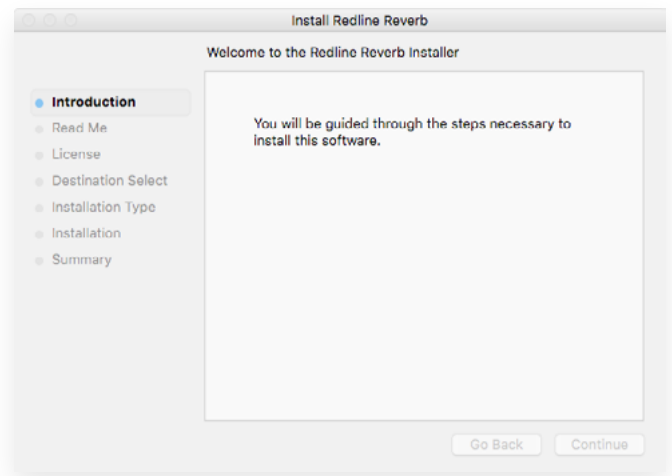 Install Redline Reverb
Welcome to the Redline Reverb Installer
Introduction
Read Me
License
Destination Select
Installation Type
Installation
Summary
You will be guided through the steps necessary to
install this software.
Go Back
Continue